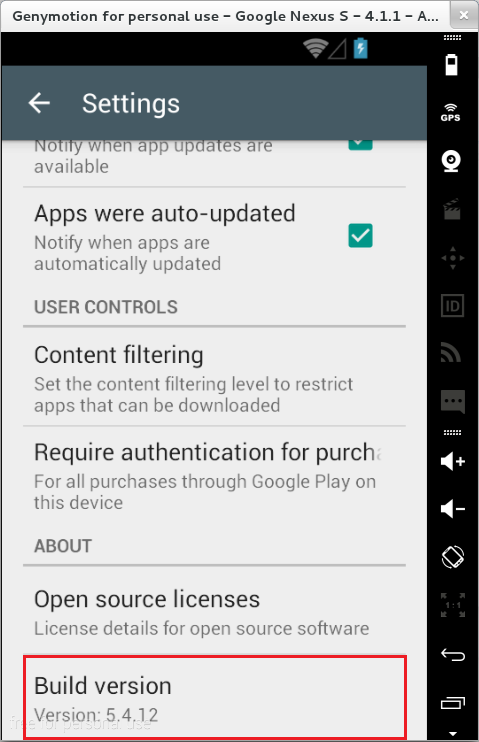 Genymotion for personal use – Google Nexus S – 4.1.1 – A...
GPS
Settings
Notify when app updates are
available
Apps were auto-updated
Notify when apps are
automatically updated
ID
USER CONTROLS
Content filtering
Set the content filtering level to restrict
apps that can be downloaded
Require authentication for purcha
For all purchases through Google Play on
this device
ABOUT
Open source licenses
License details for open source software
1:1
Build version
Version: 5.4.12
free for personal use